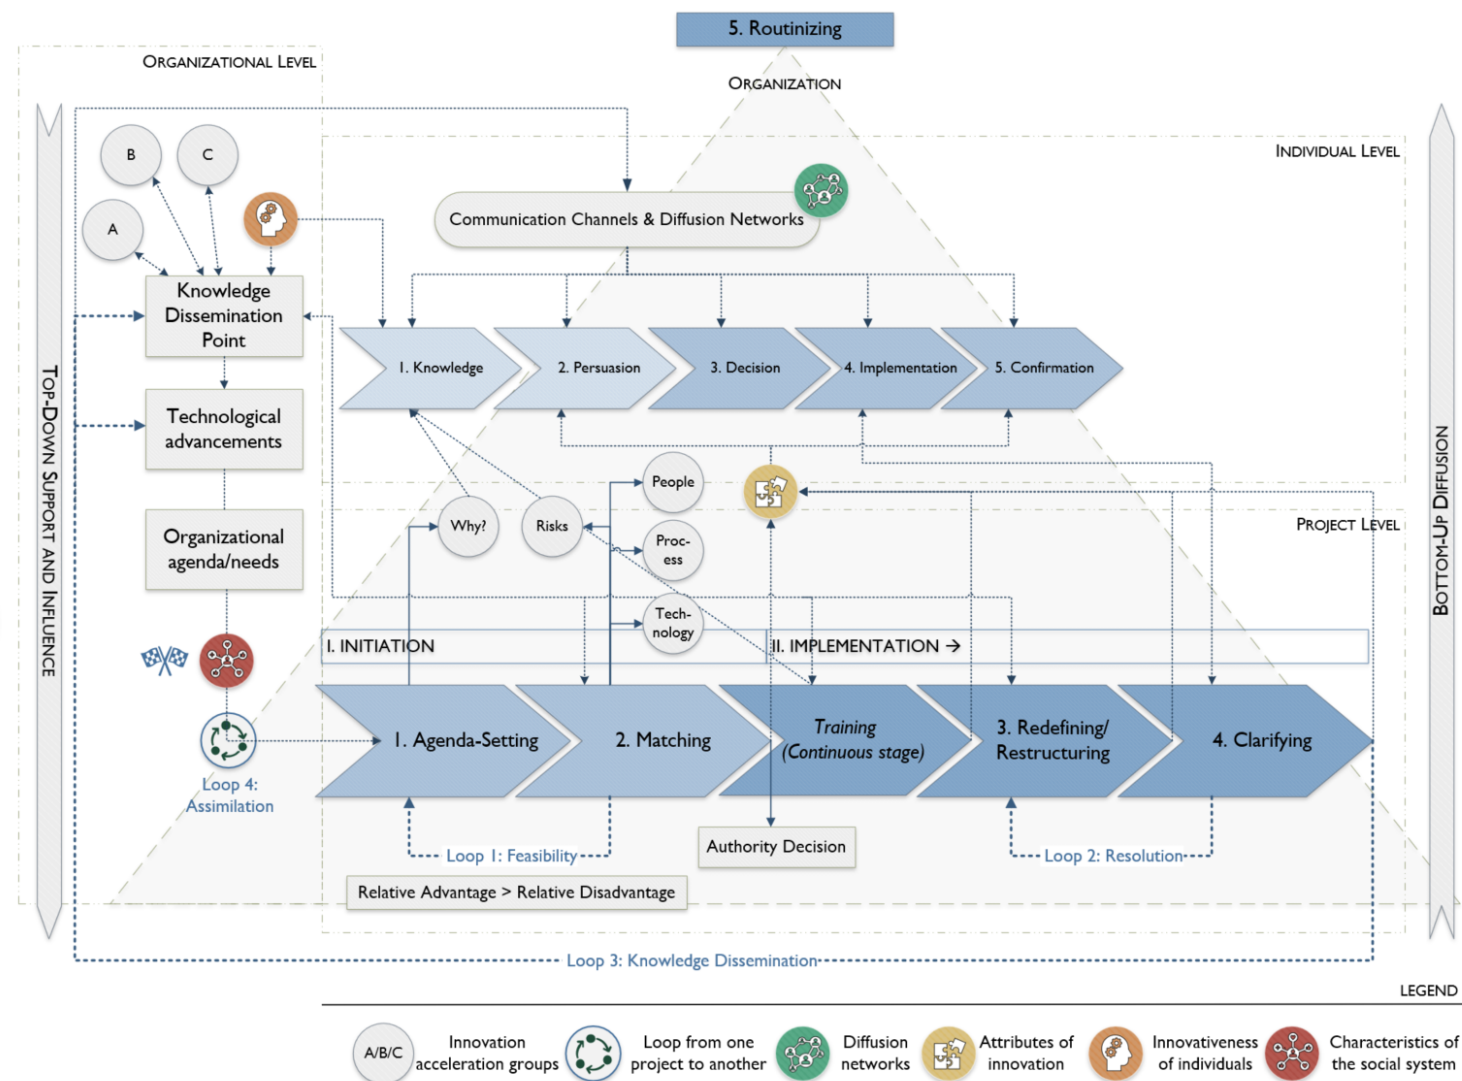 5. Routinizing
ORGANIZATIONAL LEVEL
ORGANIZATION
INDIVIDUAL LEVEL
B
C
A
Communication Channels & Diffusion Networks
Knowledge
Dissemination
Point
1. Knowledge
2. Persuasion
3. Decision
4. Implementation
5. Confirmation
Technological
advancements
TOP-DOWN SUPPORT AND INFLUENCE
BOTTOM-UP DIFFUSION
People
Why?
Risks
PROJECT LEVEL
Organizational
agenda/needs
Proc-
ess
Tech-
nology
I. INITIATION
II. IMPLEMENTATION →
1. Agenda-Setting
2. Matching
Training
(Continuous stage)
3. Redefining/
Restructuring
4. Clarifying
Loop 4:
Assimilation
Loop 1: Feasibility
Authority Decision
Loop 2: Resolution
Relative Advantage > Relative Disadvantage
Loop 3: Knowledge Dissemination
LEGEND
A/B/C
Innovation
acceleration groups
Loop from one
project to another
Diffusion
networks
Attributes of
innovation
Innovativeness
of individuals
Characteristics of
the social system